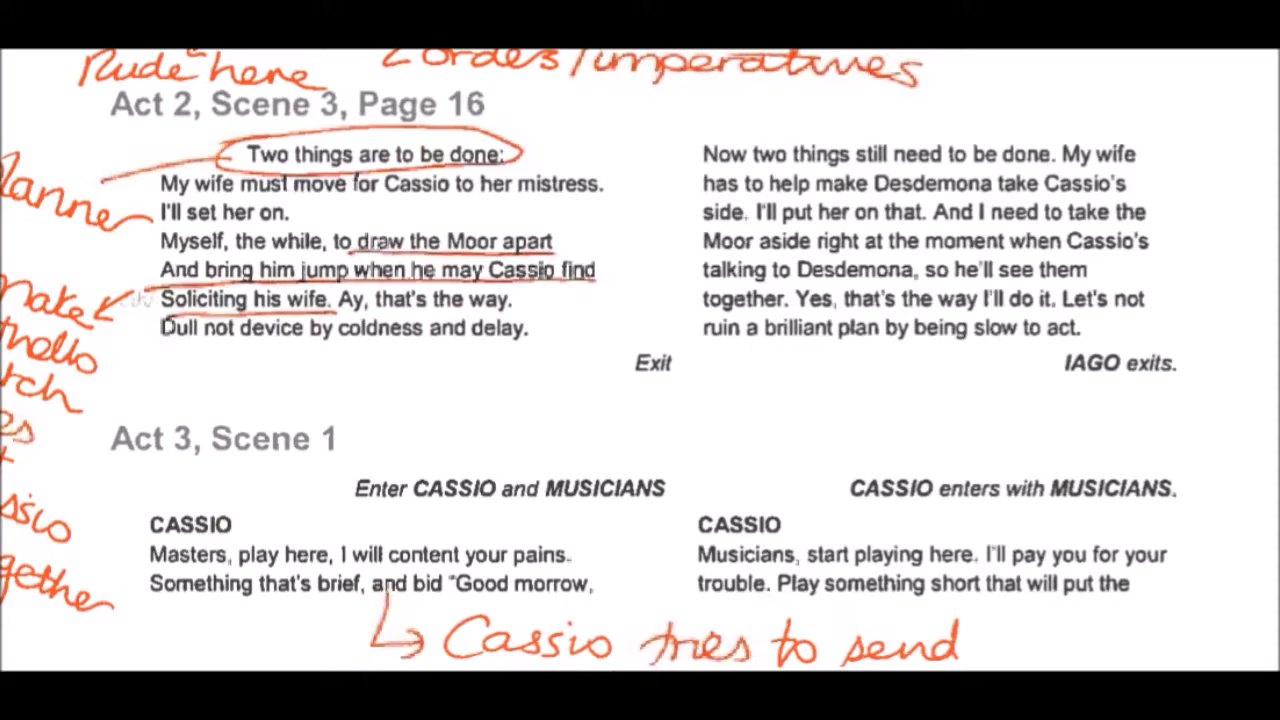 Rude here
↳ orders/imperatives
Act 2, Scene 3, Page 16
Two things are to be done:
My wife must move for Cassio to her mistress.
I'll set her on.
Myself, the while, to draw the Moor apart
And bring him jump when he may Cassio find
Soliciting his wife. Ay, that's the way.
Dull not device by coldness and delay.
Exit
Now two things still need to be done. My wife
has to help make Desdemona take Cassio's
side. I'll put her on that. And I need to take the
Moor aside right at the moment when Cassio's
talking to Desdemona, so he'll see them
together. Yes, that's the way I'll do it. Let's not
ruin a brilliant plan by being slow to act.
IAGO exits.
lanner
make
thello
tch
ssio
gether
Act 3, Scene 1
Enter CASSIO and MUSICIANS
CASSIO
Masters, play here, I will content your pains.
Something that's brief, and bid "Good morrow,
CASSIO enters with MUSICIANS.
CASSIO
Musicians, start playing here. I'll pay you for your
trouble. Play something short that will put the
↳ Cassio tries to send